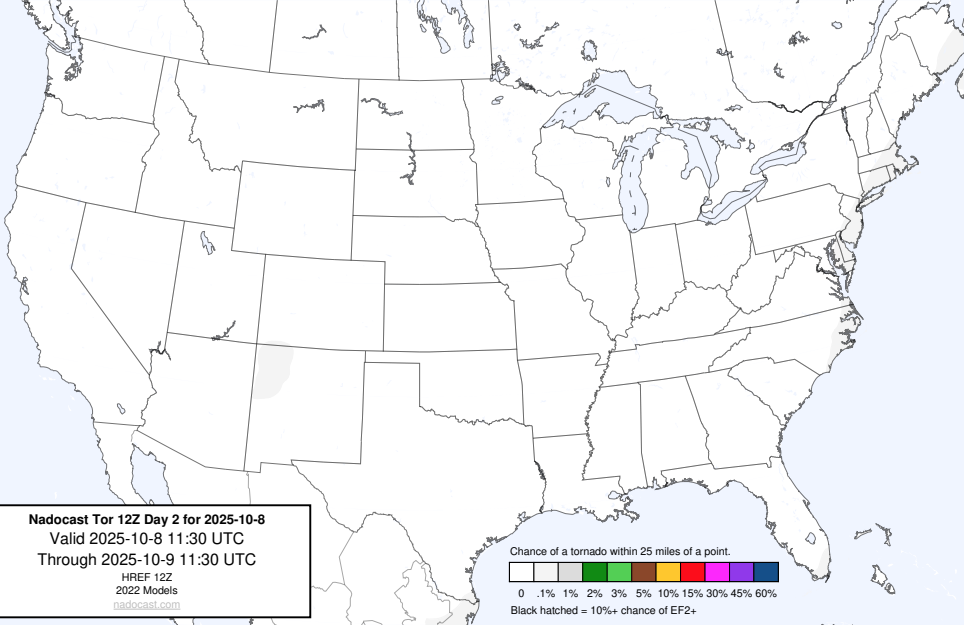 Nadocast Tor 12Z Day 2 for 2025-10-8
Valid 2025-10-8 11:30 UTC
Through 2025-10-9 11:30 UTC
HREF 12Z
2022 Models
nadocast.com
Chance of a tornado within 25 miles of a point.
0 .1% 1% 2% 3% 5% 10% 15% 30% 45% 60%
Black hatched = 10%+ chance of EF2+